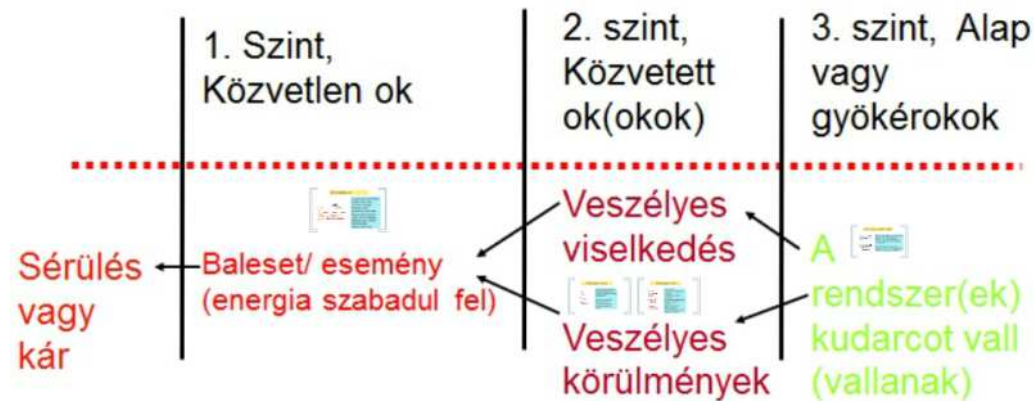 1. Szint,
Közvetlen ok
2. szint,
Közvetett
ok(okok)
3. szint, Alap
vagy
gyökérokok
Sérülés
vagy
kár
Baleset/ esemény
(energia szabadul fel)
Veszélyes
viselkedés
Veszélyes
körülmények
A
rendszer(ek)
kudarcot vall
(vallanak)